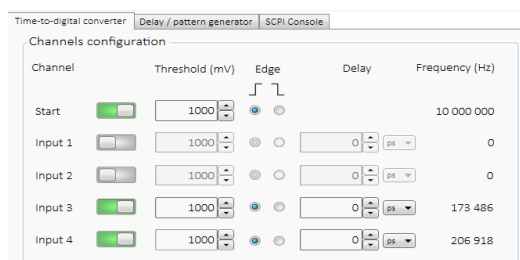 Time-to-digital converter Delay / pattern generator SCPI Console
Channels configuration
Channel Threshold (mV) Edge Delay Frequency (Hz)
Start 1000 10 000 000
Input 1 1000 0 ps 0
Input 2 1000 0 ps 0
Input 3 1000 0 ps 173 486
Input 4 1000 0 ps 206 918